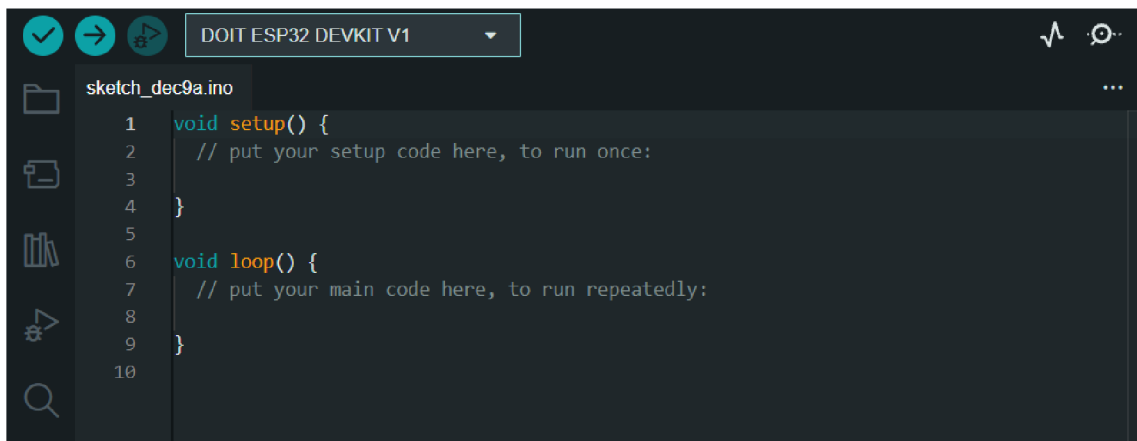 DOIT ESP32 DEVKIT V1
sketch_dec9a.ino
...
1 void setup() {
2 // put your setup code here, to run once:
3
4 }
5
6 void loop() {
7 // put your main code here, to run repeatedly:
8
9 }
10